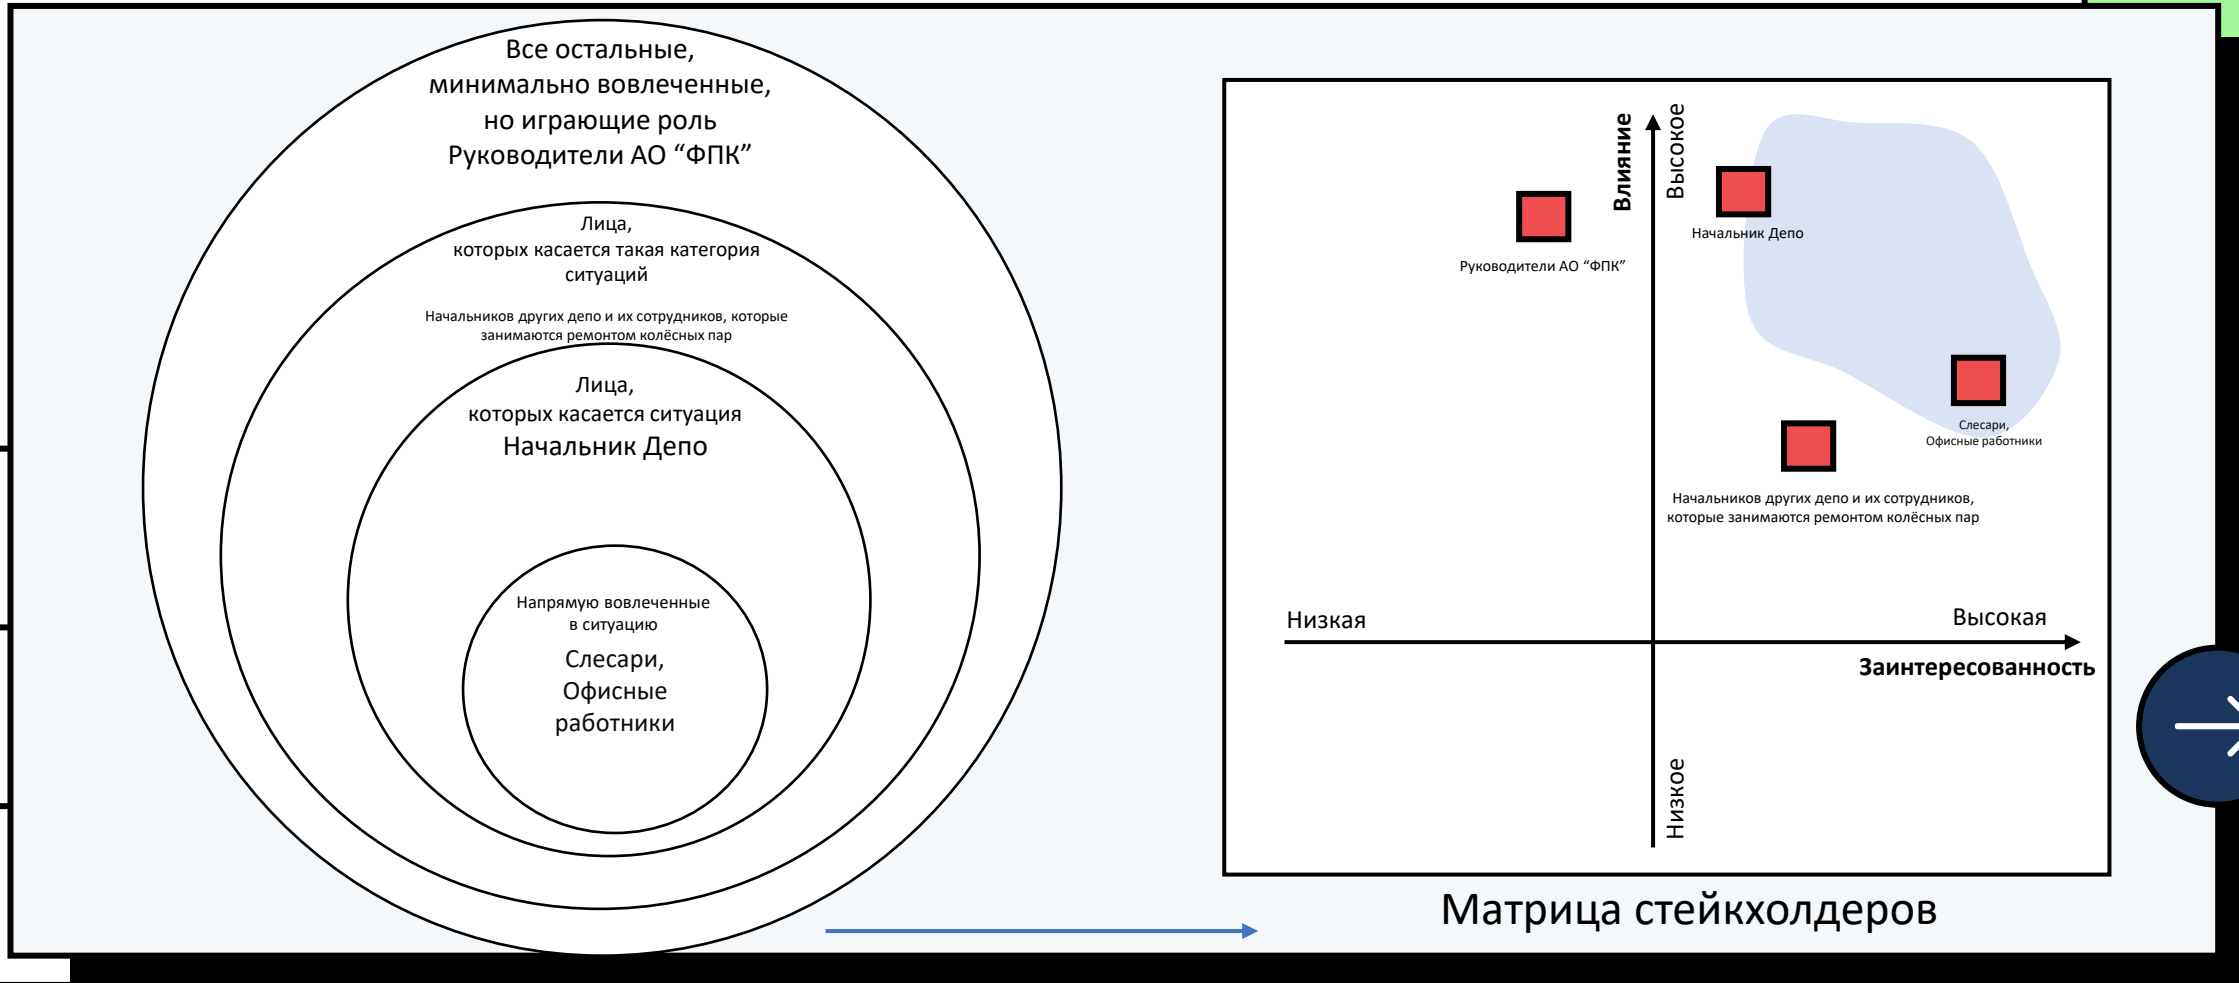 Все остальные,
минимально вовлеченные,
но играющие роль
Руководители АО “ФПК”
Лица,
которых касается такая категория
ситуаций
Начальников других депо и их сотрудников, которые
занимаются ремонтом колёсных пар
Лица,
которых касается ситуация
Начальник Депо
Напрямую вовлеченные
в ситуацию
Слесари,
Офисные
работники
Влияние
Высокое
Руководители АО “ФПК”
Начальник Депо
Слесари,
Офисные работники
Начальников других депо и их сотрудников,
которые занимаются ремонтом колёсных пар
Низкая
Высокая
Заинтересованность
Низкое
Матрица стейкхолдеров